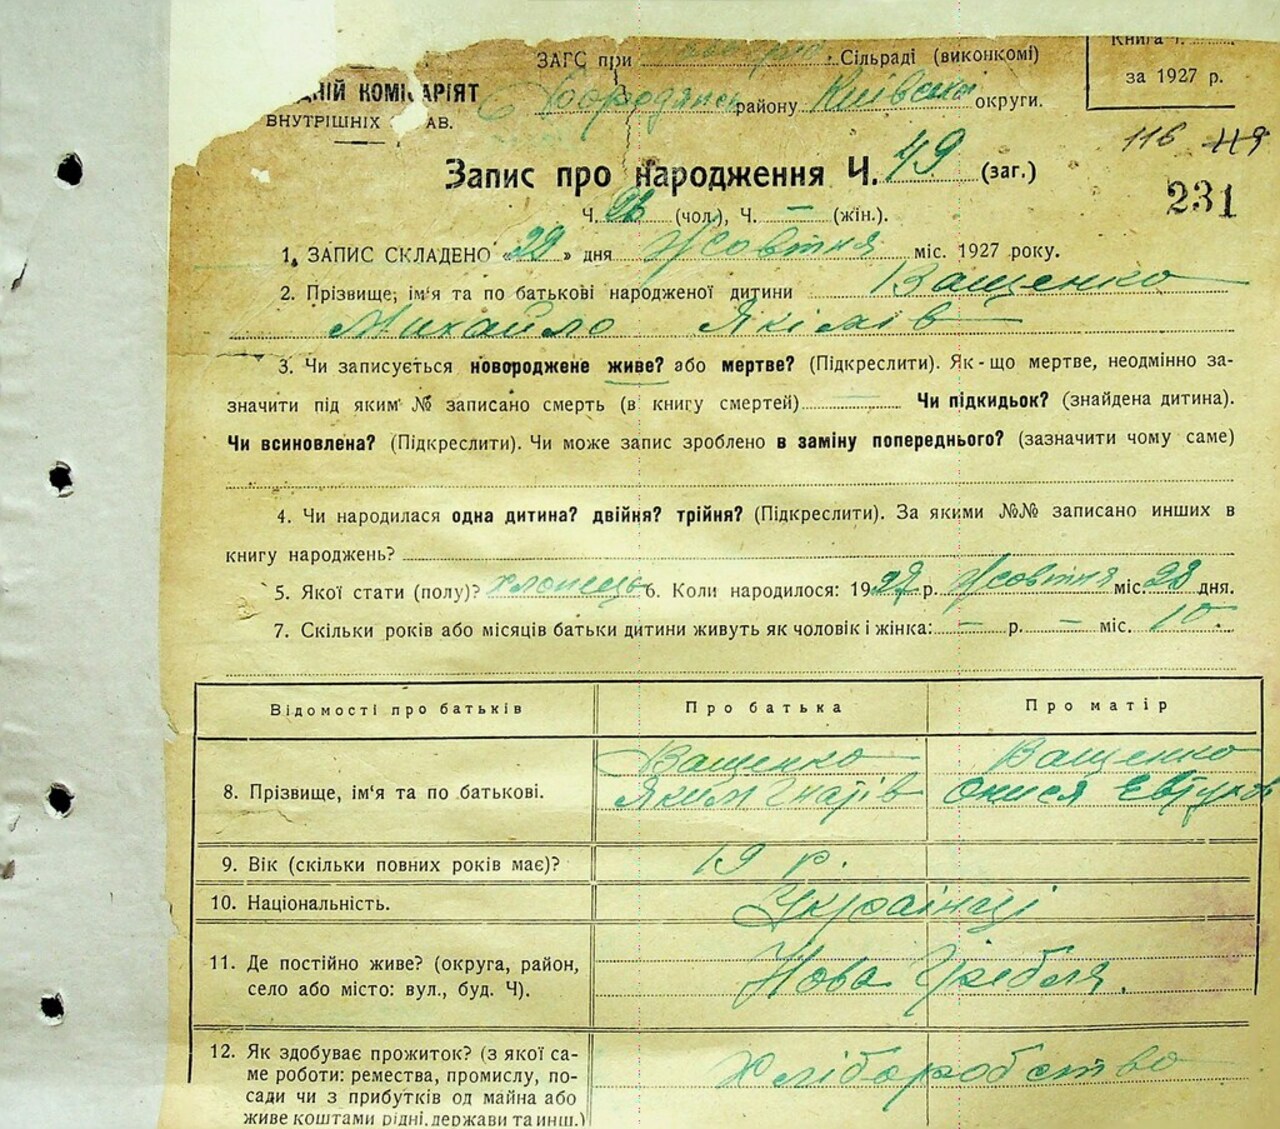 Книга Ч.
ЗАГС при Сільраді (виконкомі)
за 1927 р.
ДНІЙ КОМІСАРІЯТ
Бородянськ району Київської округи.
ВНУТРІШНІХ АВ.
116 119
Запис про народження Ч. 49 (заг.)
231
Ч. 26 (чол.), Ч. — (жін.).
1. ЗАПИС СКЛАДЕНО «29» дня Жовтня міс. 1927 року.
2. Прізвище, ім'я та по батькові народженої дитини Ващенко
Михайло Якімів
3. Чи записується новороджене живе? або мертве? (Підкреслити). Як-що мертве, неодмінно за-
значити під яким № записано смерть (в книгу смертей) — Чи підкидьок? (знайдена дитина).
Чи всиновлена? (Підкреслити). Чи може запис зроблено в заміну попереднього? (зазначити чому саме)
4. Чи народилася одна дитина? двійня? трійня? (Підкреслити). За якими №№ записано инших в
книгу народжень?
5. Якої стати (полу)? хлопець 6. Коли народилося: 1927 р. Жовтня міс. 28 дня.
7. Скільки років або місяців батьки дитини живуть як чоловік і жінка: — р. — міс. 10
Відомості про батьків Про батька Про матір
Ващенко Ващенко
8. Прізвище, ім'я та по батькові. Яким Гнатів Онися Евтухов
9. Вік (скільки повних років має)? 19 р.
10. Національність. Українці
11. Де постійно живе? (округа, район,
село або місто: вул., буд. Ч). Нова Грібля.
12. Як здобуває прожиток? (з якої са-
ме роботи: ремества, промислу, по- Хліборобство
сади чи з прибутків од майна або
живе коштами рідні, держави та инш.)